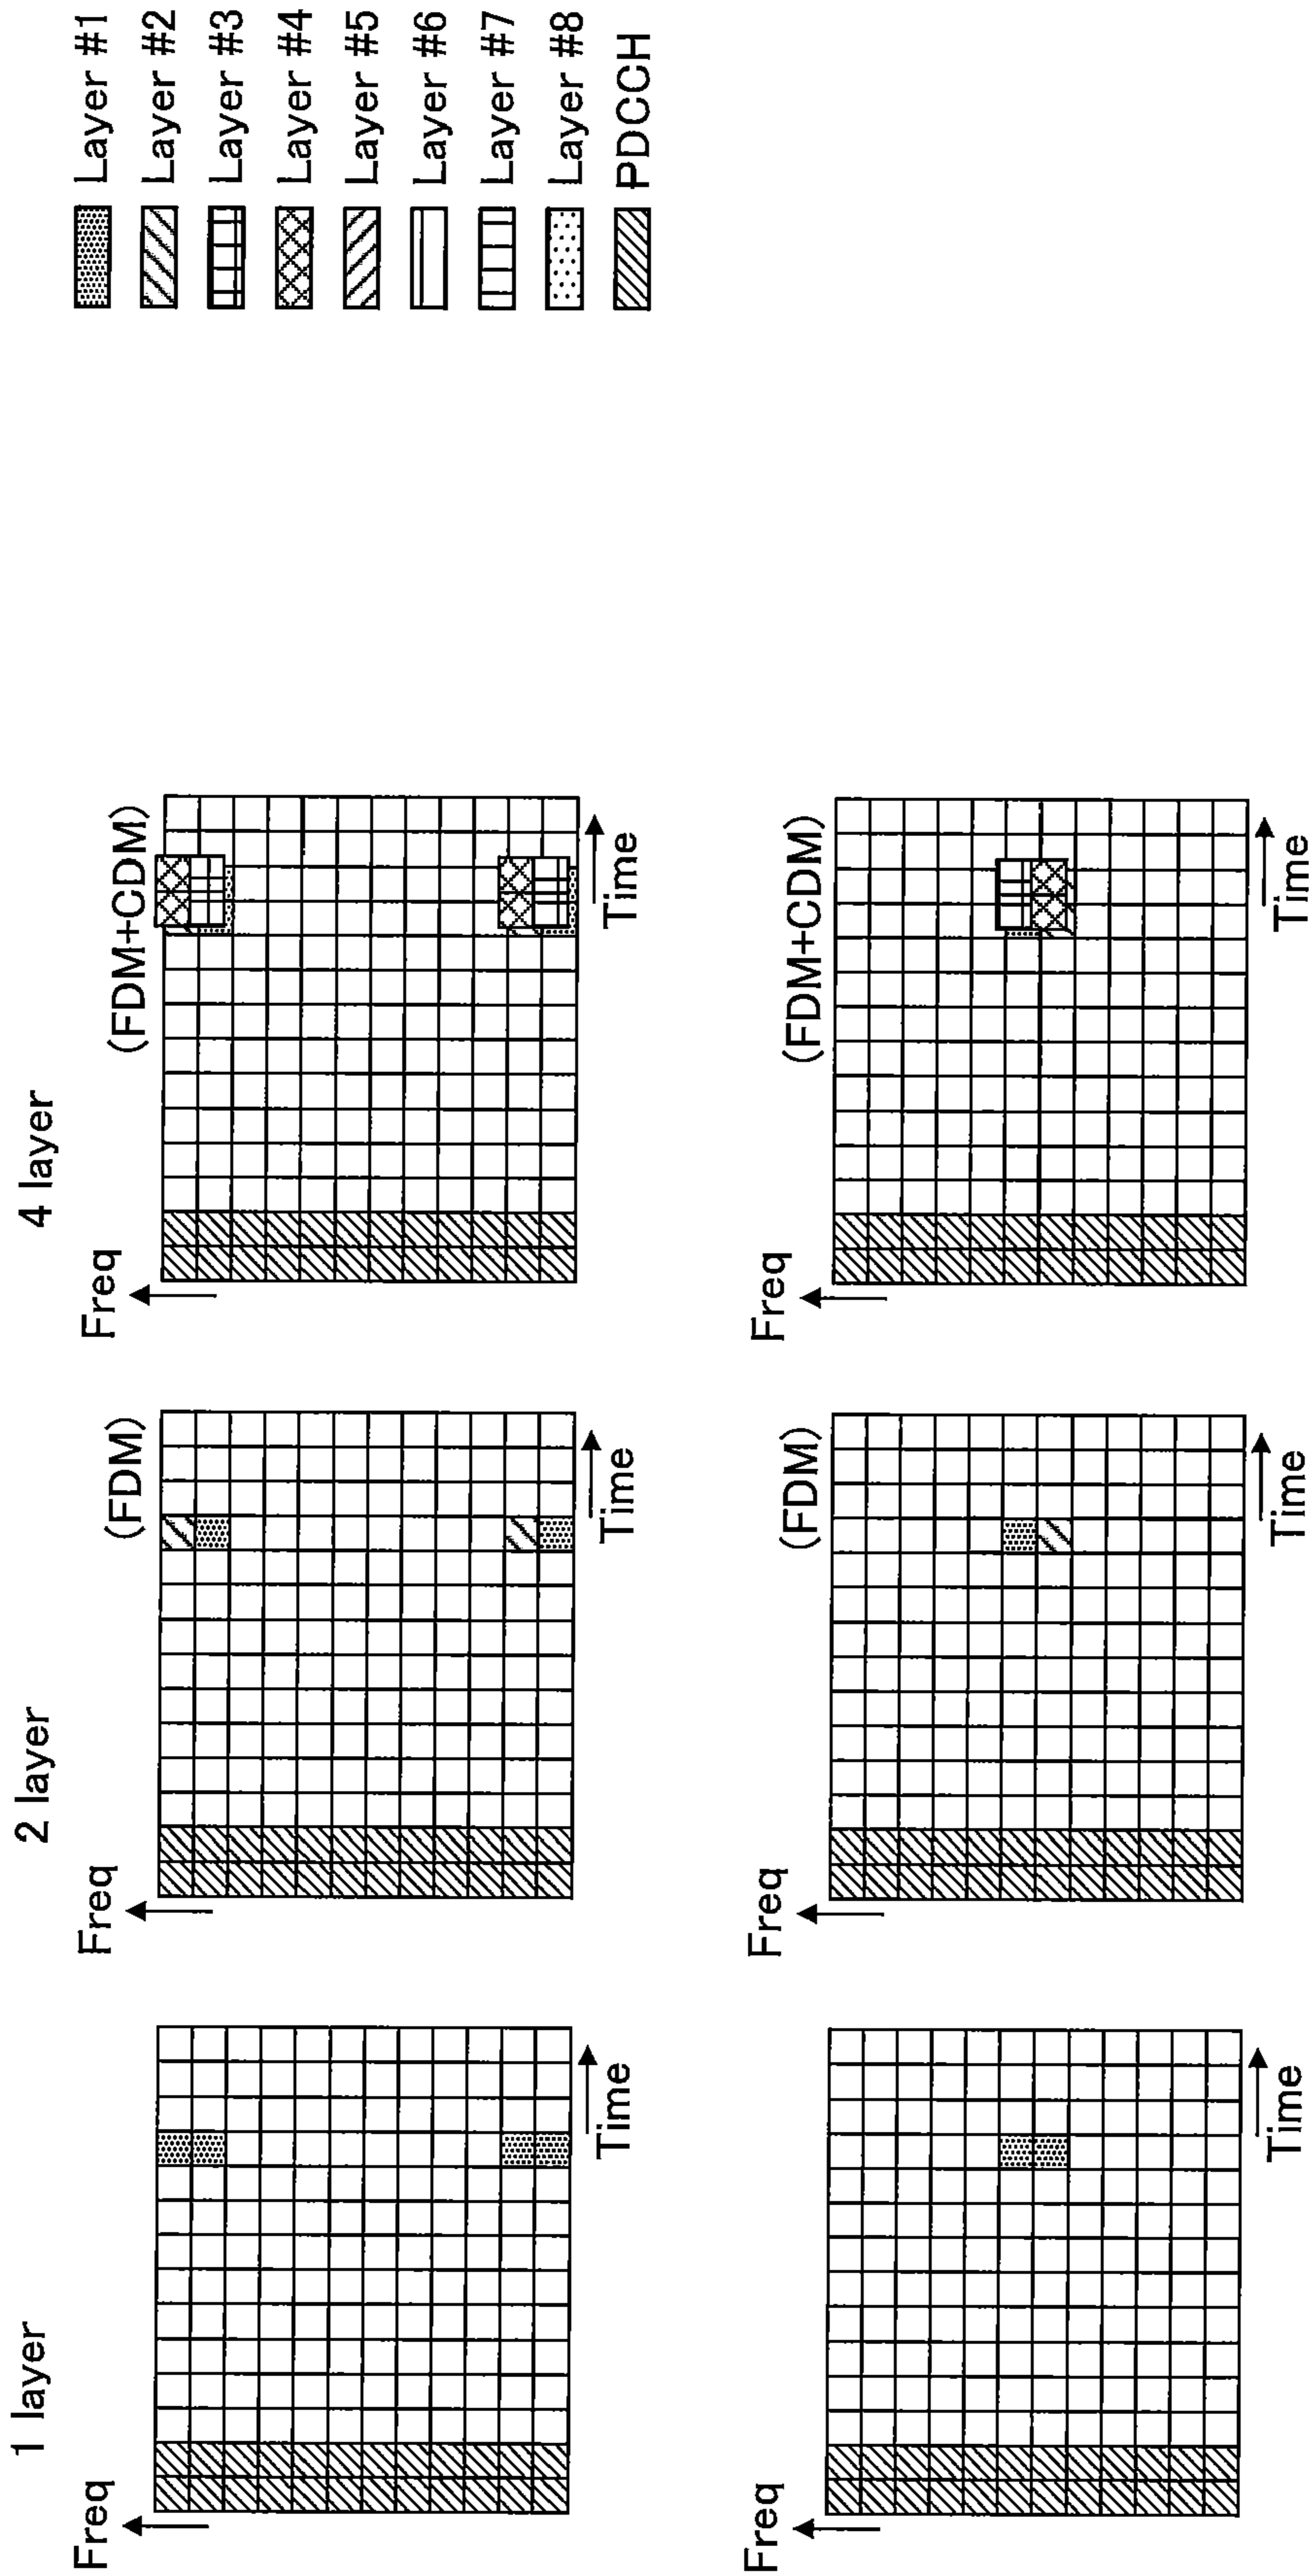 1 layer
2 layer
4 layer
Freq
Time
(FDM)
Freq
Time
(FDM+CDM)
Freq
Time
Freq
Time
(FDM)
Freq
Time
(FDM+CDM)
Freq
Time
Layer #1
Layer #2
Layer #3
Layer #4
Layer #5
Layer #6
Layer #7
Layer #8
PDCCH